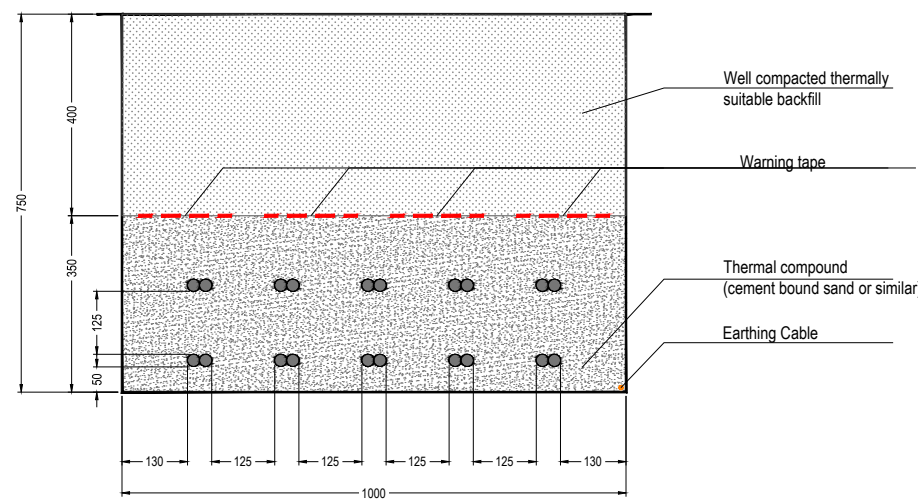 Well compacted thermally
suitable backfill
Warning tape
Thermal compound
(cement bound sand or similar)
Earthing Cable
750
400
350
125
50
130
125
125
125
125
130
1000